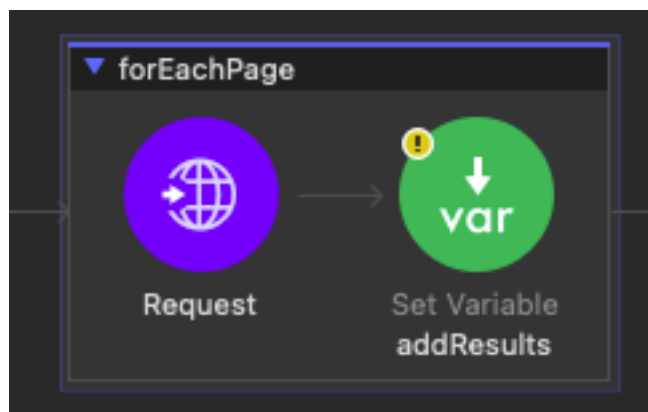 forEachPage
!
var
Request
Set Variable
addResults